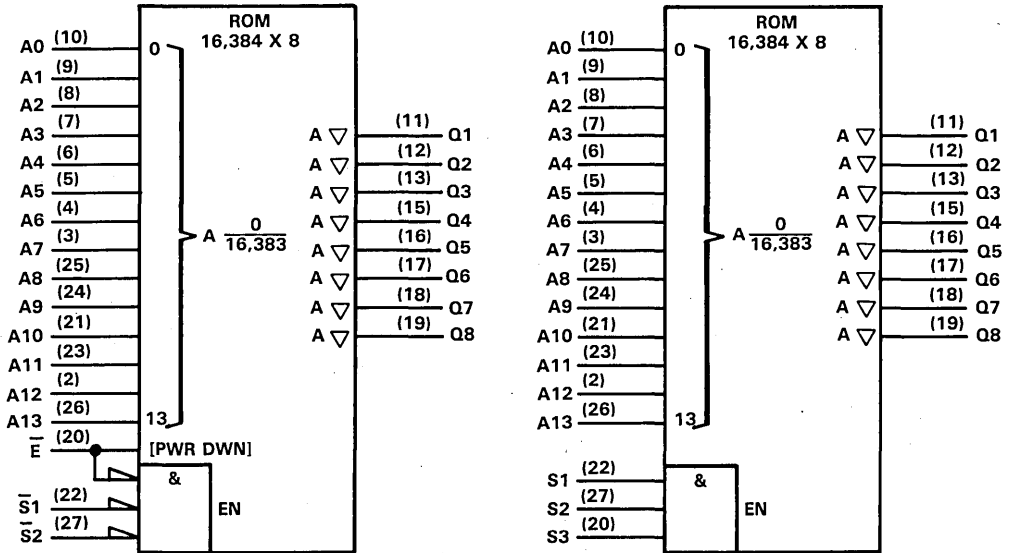 ROM
16,384 X 8
A0 (10) 0
A1 (9)
A2 (8)
A3 (7) A ▽ (11) Q1
A4 (6) A ▽ (12) Q2
A5 (5) A ▽ (13) Q3
A6 (4) A ▽ (15) Q4
A7 (3) A 0/16,383 A ▽ (16) Q5
A8 (25) A ▽ (17) Q6
A9 (24) A ▽ (18) Q7
A10 (21) A ▽ (19) Q8
A11 (23)
A12 (2)
A13 (26) 13
E̅ (20) [PWR DWN]
&
S̅1 (22) EN
S̅2 (27)
ROM
16,384 X 8
A0 (10) 0
A1 (9)
A2 (8)
A3 (7) A ▽ (11) Q1
A4 (6) A ▽ (12) Q2
A5 (5) A ▽ (13) Q3
A6 (4) A ▽ (15) Q4
A7 (3) A 0/16,383 A ▽ (16) Q5
A8 (25) A ▽ (17) Q6
A9 (24) A ▽ (18) Q7
A10 (21) A ▽ (19) Q8
A11 (23)
A12 (2)
A13 (26) 13
S1 (22) &
S2 (27) EN
S3 (20)